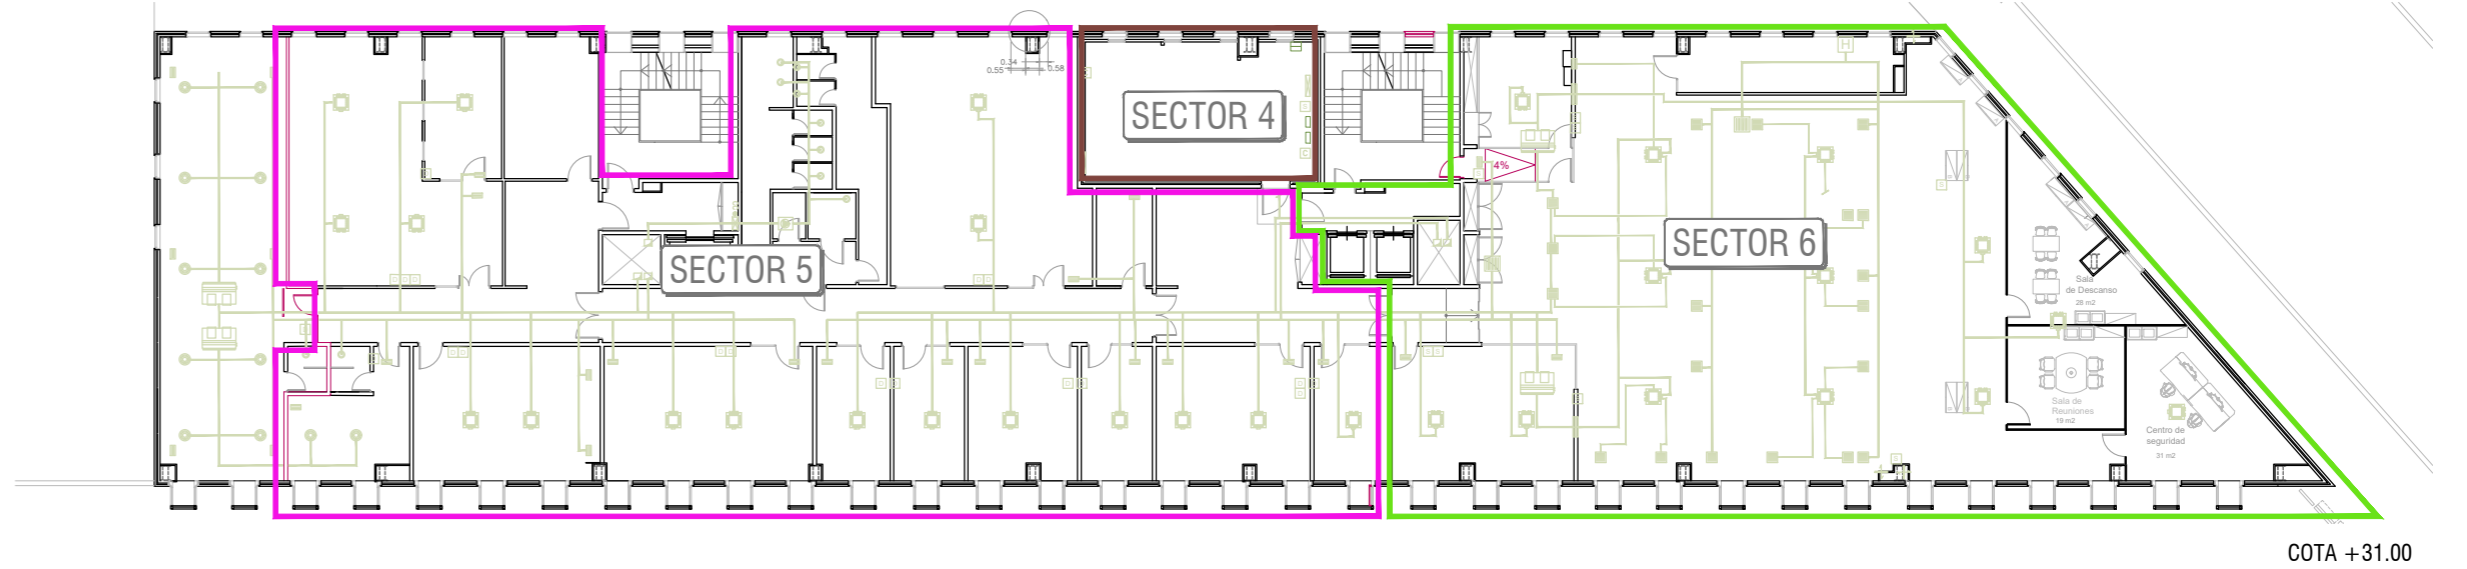 0.34
0.55
0.58
SECTOR 4
4%
H
C
SECTOR 5
SECTOR 6
Sala
de Descanso
28 m2
Sala de
Reuniones
19 m2
Centro de
seguridad
31 m2
COTA +31.00